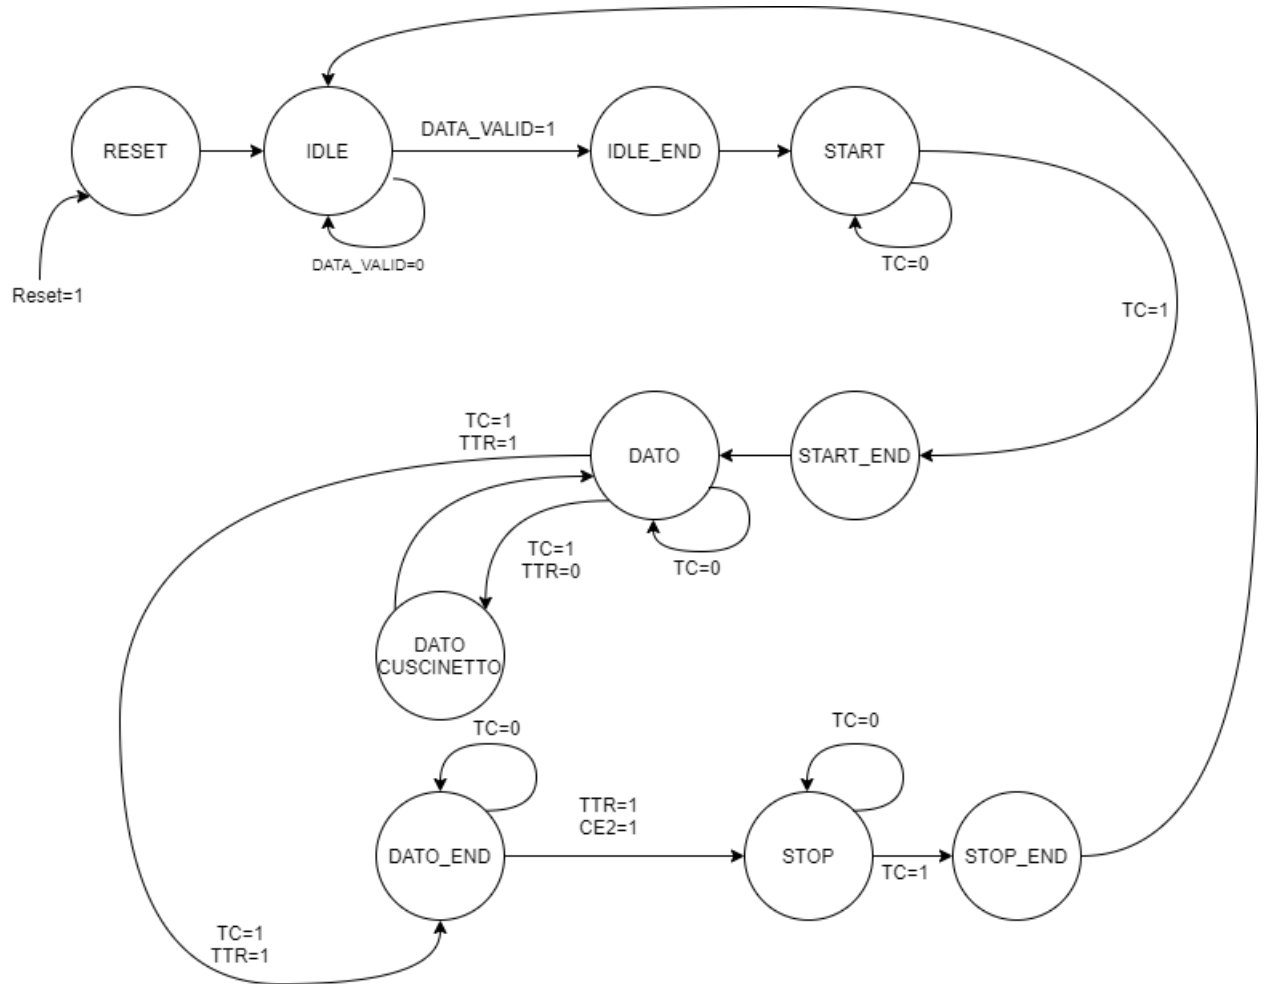 DATA_VALID=1
RESET
IDLE
IDLE_END
START
DATA_VALID=0
TC=0
Reset=1
TC=1
TC=1
TTR=1
DATO
START_END
TC=1
TTR=0
TC=0
DATO
CUSCINETTO
TC=0
TC=0
TTR=1
CE2=1
DATO_END
STOP
STOP_END
TC=1
TC=1
TTR=1